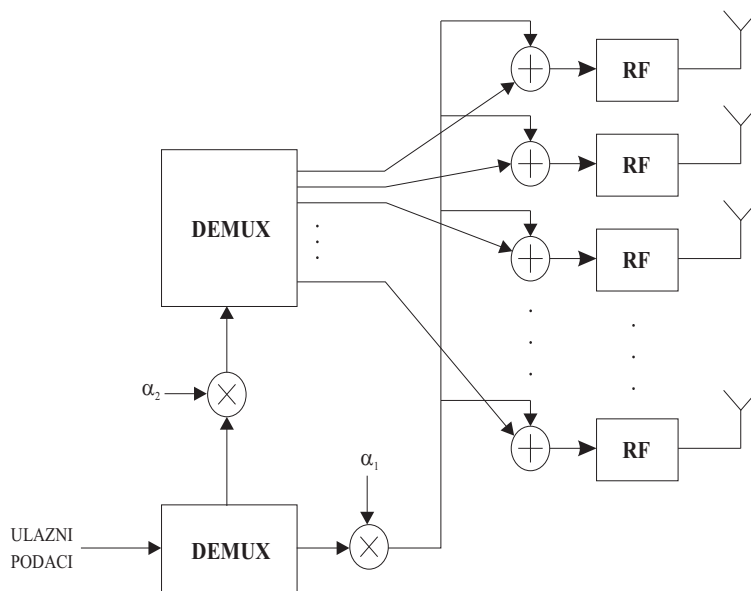 RF
RF
DEMUX
RF
α2
α1
RF
ULAZNI
PODACI
DEMUX